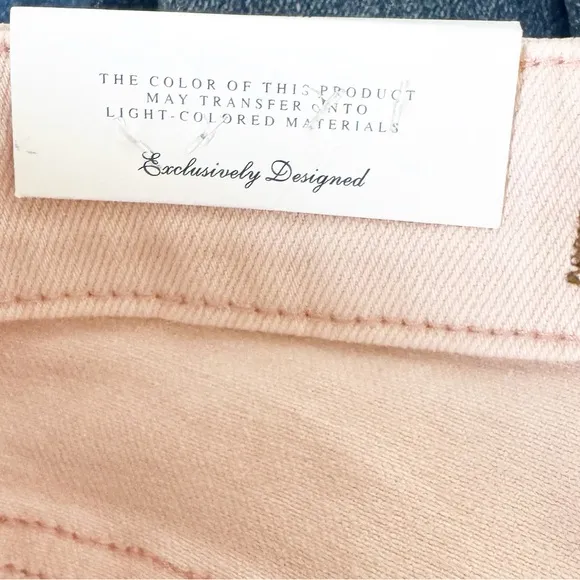 THE COLOR OF THIS PRODUCT
MAY TRANSFER ONTO
LIGHT-COLORED MATERIALS
Exclusively Designed